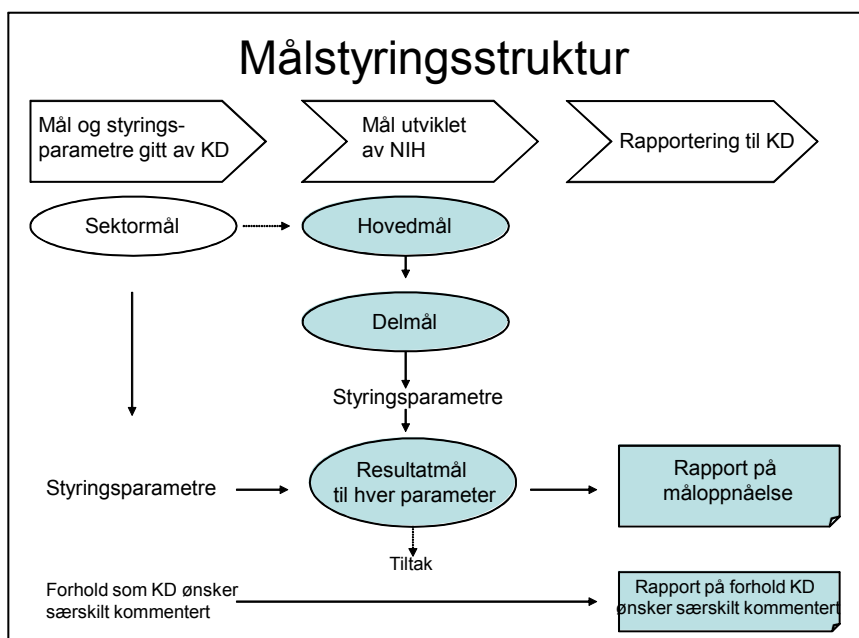 Målstyringsstruktur
Mål og styrings-
parametre gitt av KD
Mål utviklet
av NIH
Rapportering til KD
Sektormål
Hovedmål
Delmål
Styringsparametre
Styringsparametre
Resultatmål
til hver parameter
Rapport på
måloppnåelse
Tiltak
Forhold som KD ønsker
særskilt kommentert
Rapport på forhold KD
ønsker særskilt kommentert